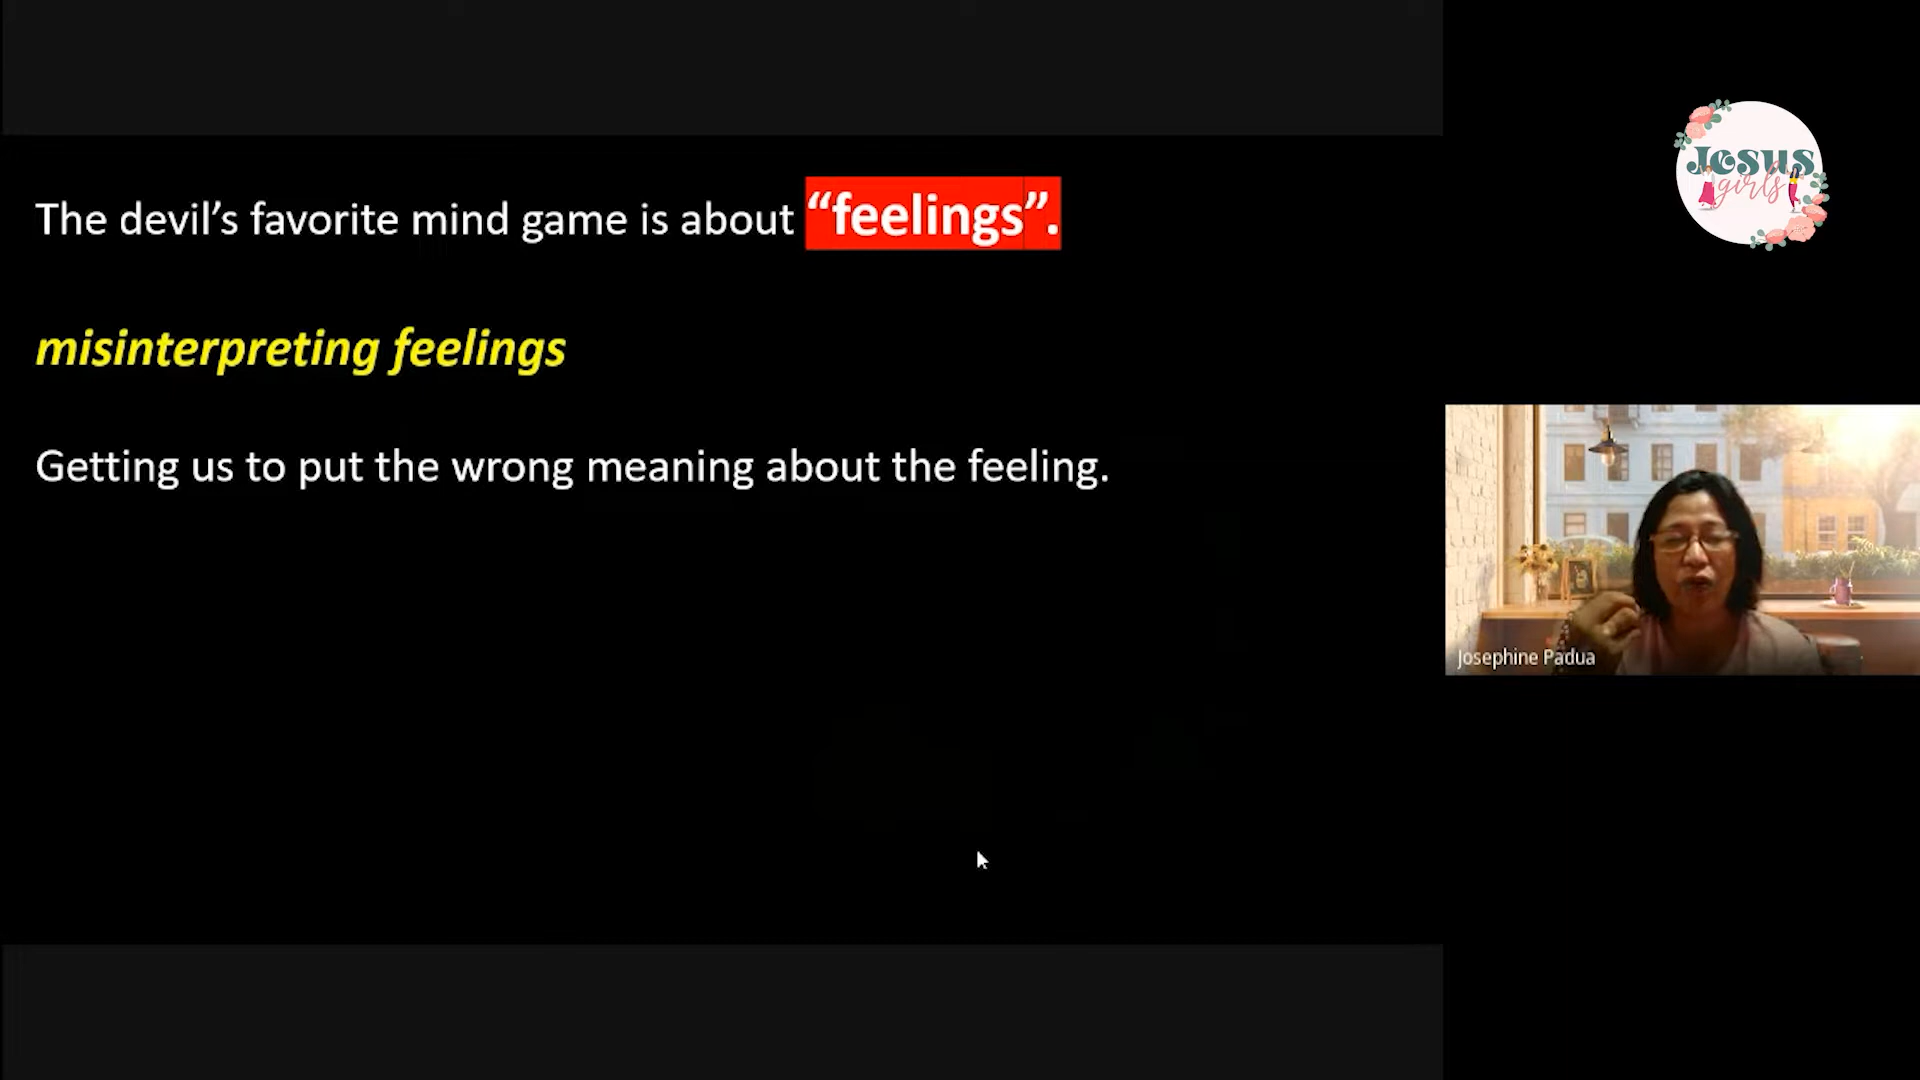 The devil’s favorite mind game is about “feelings”.
misinterpreting feelings
Getting us to put the wrong meaning about the feeling.
Jesus
girls
Josephine Padua